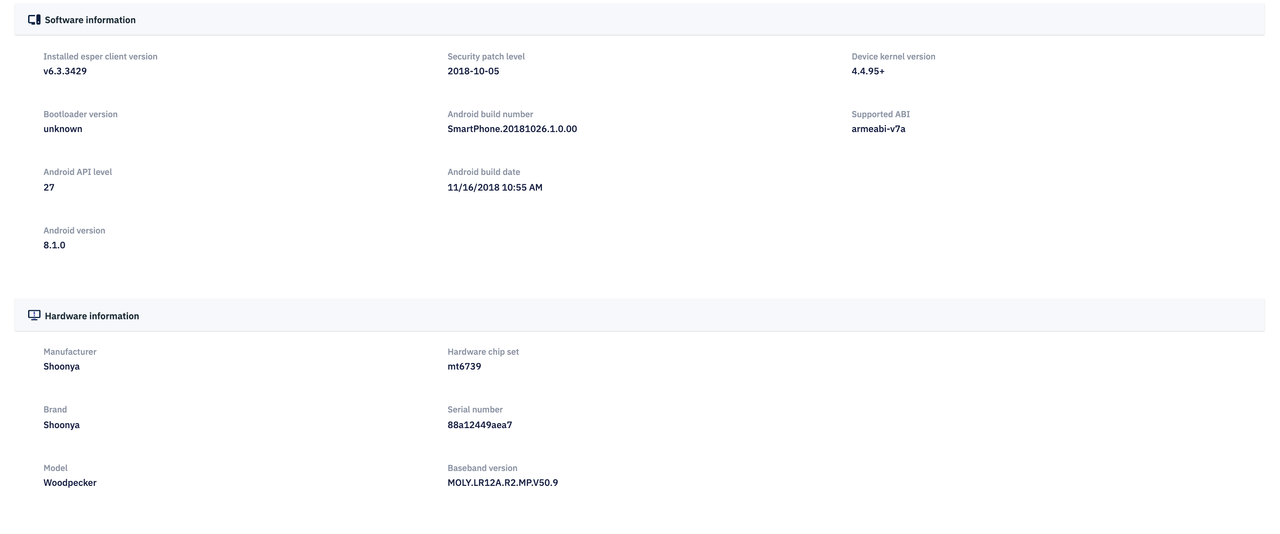 Software information
Installed esper client version
v6.3.3429
Security patch level
2018-10-05
Device kernel version
4.4.95+
Bootloader version
unknown
Android build number
SmartPhone.20181026.1.0.00
Supported ABI
armeabi-v7a
Android API level
27
Android build date
11/16/2018 10:55 AM
Android version
8.1.0
Hardware information
Manufacturer
Shoonya
Hardware chip set
mt6739
Brand
Shoonya
Serial number
88a12449aea7
Model
Woodpecker
Baseband version
MOLY.LR12A.R2.MP.V50.9